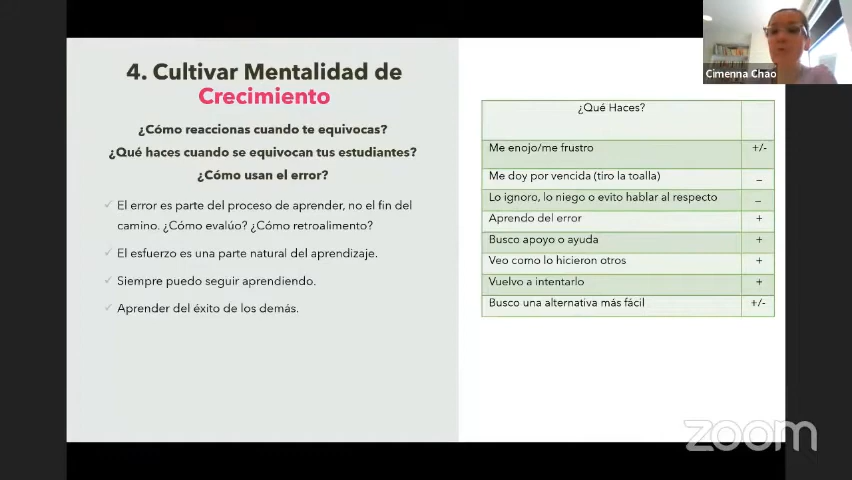 4. Cultivar Mentalidad de
Crecimiento
¿Cómo reaccionas cuando te equivocas?
¿Qué haces cuando se equivocan tus estudiantes?
¿Cómo usan el error?
El error es parte del proceso de aprender, no el fin del
camino. ¿Cómo evalúo? ¿Cómo retroalimento?
El esfuerzo es una parte natural del aprendizaje.
Siempre puedo seguir aprendiendo.
Aprender del éxito de los demás.
¿Qué Haces?
Me enojo/me frustro +/-
Me doy por vencida (tiro la toalla) _
Lo ignoro, lo niego o evito hablar al respecto _
Aprendo del error +
Busco apoyo o ayuda +
Veo como lo hicieron otros +
Vuelvo a intentarlo +
Busco una alternativa más fácil +/-
Cimenna Chao
zoom